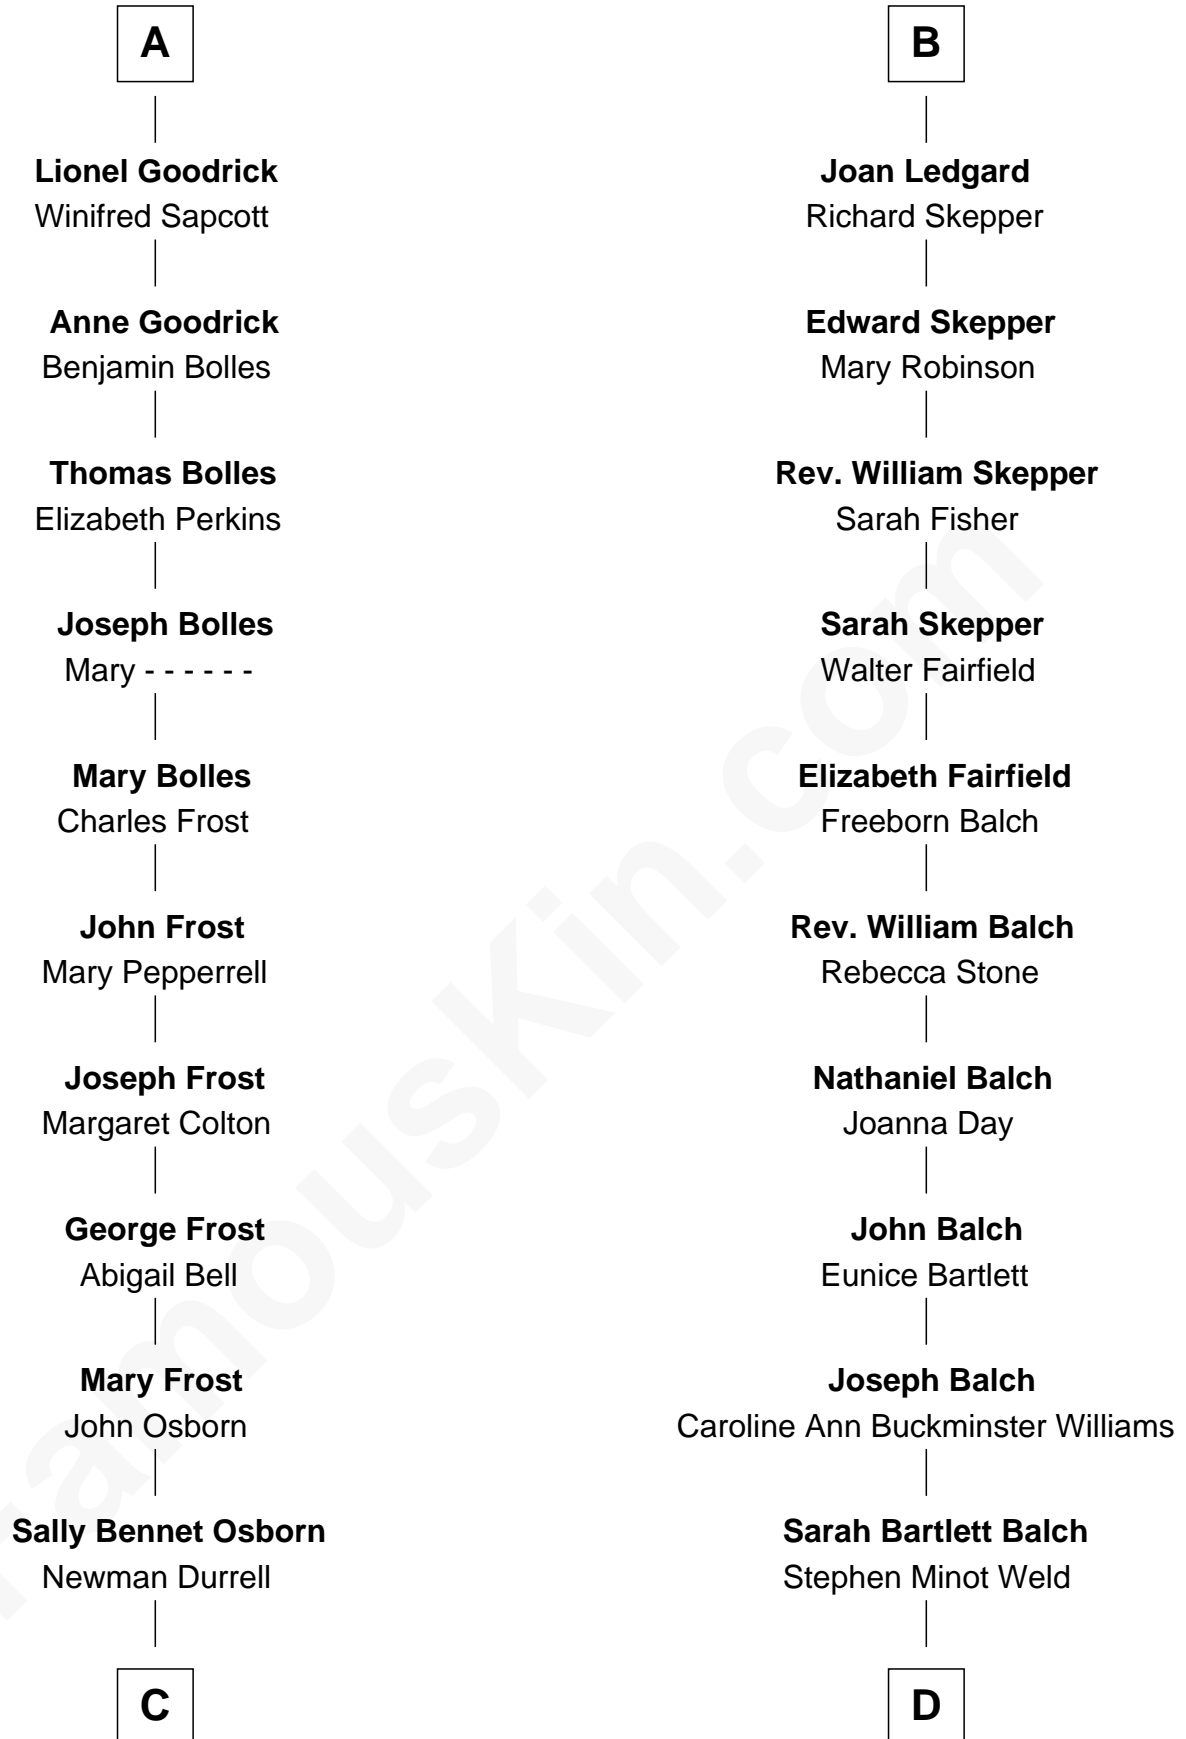 A
Lionel Goodrick
Winifred Sapcott
Anne Goodrick
Benjamin Bolles
Thomas Bolles
Elizabeth Perkins
Joseph Bolles
Mary - - - - - -
Mary Bolles
Charles Frost
John Frost
Mary Pepperrell
Joseph Frost
Margaret Colton
George Frost
Abigail Bell
Mary Frost
John Osborn
Sally Bennet Osborn
Newman Durrell
C
B
Joan Ledgard
Richard Skepper
Edward Skepper
Mary Robinson
Rev. William Skepper
Sarah Fisher
Sarah Skepper
Walter Fairfield
Elizabeth Fairfield
Freeborn Balch
Rev. William Balch
Rebecca Stone
Nathaniel Balch
Joanna Day
John Balch
Eunice Bartlett
Joseph Balch
Caroline Ann Buckminster Williams
Sarah Bartlett Balch
Stephen Minot Weld
D
FamousKin.com